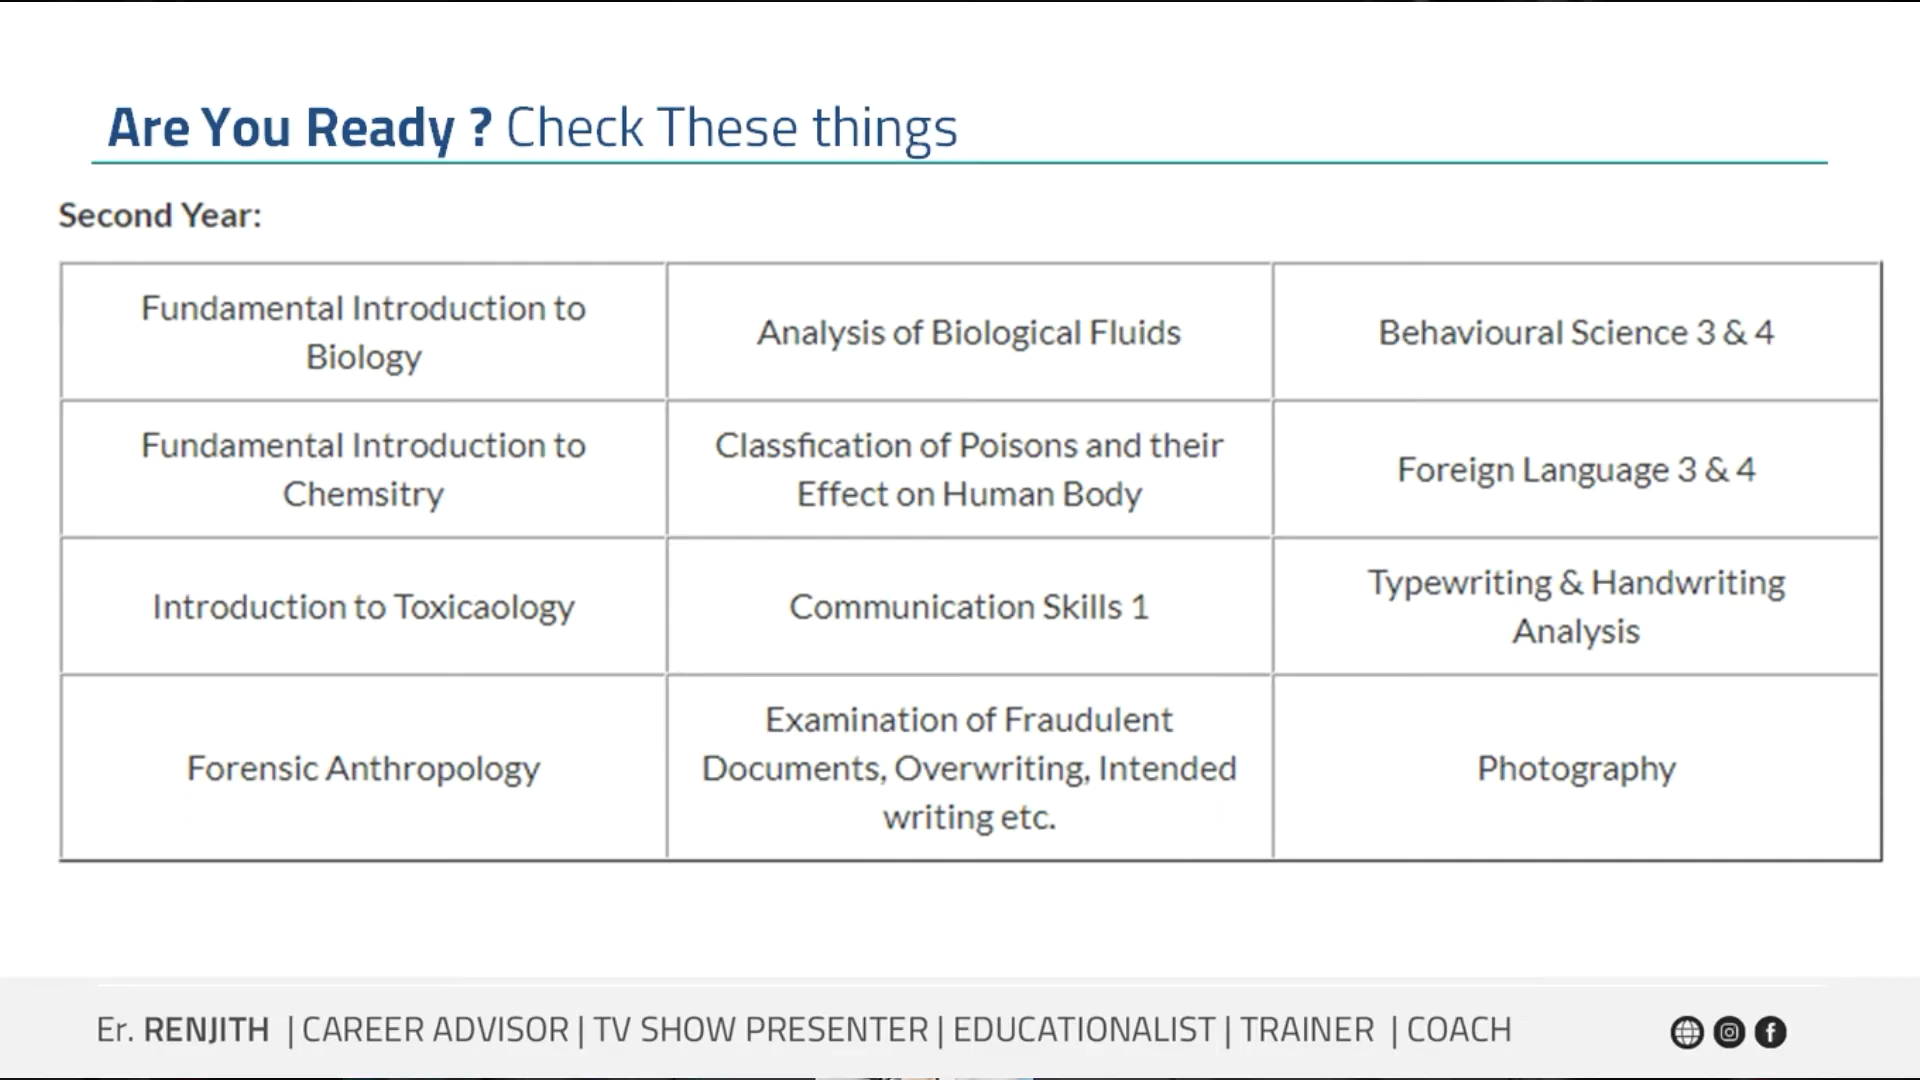 Are You Ready ? Check These things
Second Year:
Fundamental Introduction to
Biology
Analysis of Biological Fluids
Behavioural Science 3 & 4
Fundamental Introduction to
Chemsitry
Classfication of Poisons and their
Effect on Human Body
Foreign Language 3 & 4
Introduction to Toxicaology
Communication Skills 1
Typewriting & Handwriting
Analysis
Forensic Anthropology
Examination of Fraudulent
Documents, Overwriting, Intended
writing etc.
Photography
Er. RENJITH | CAREER ADVISOR | TV SHOW PRESENTER | EDUCATIONALIST | TRAINER | COACH